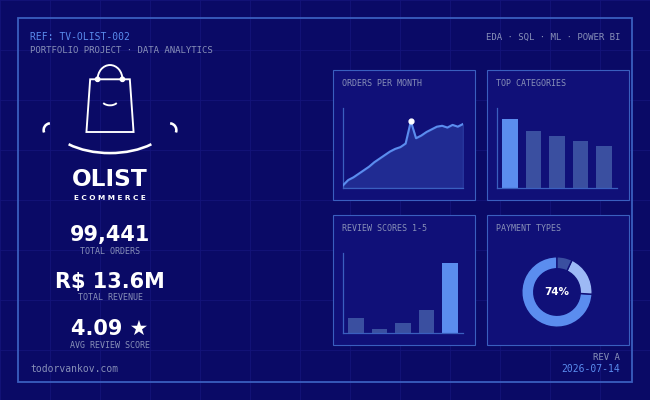 REF: TV-OLIST-002
PORTFOLIO PROJECT · DATA ANALYTICS
EDA · SQL · ML · POWER BI
OLIST
ECOMMERCE
99,441
TOTAL ORDERS
R$ 13.6M
TOTAL REVENUE
4.09 ★
AVG REVIEW SCORE
ORDERS PER MONTH
TOP CATEGORIES
REVIEW SCORES 1-5
PAYMENT TYPES
74%
todorvankov.com
REV A
2026-07-14